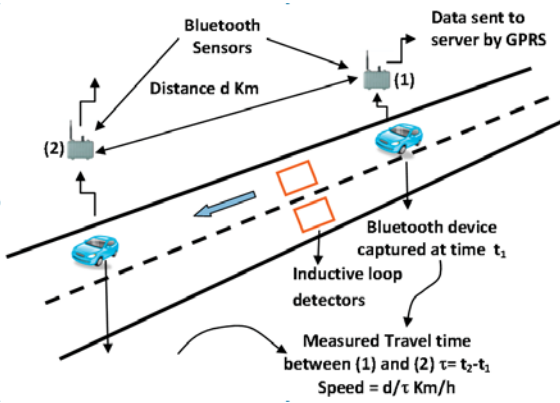 Bluetooth
Sensors
Data sent to
server by GPRS
(1)
Distance d Km
(2)
Bluetooth device
captured at time t₁
Inductive loop
detectors
Measured Travel time
between (1) and (2) τ= t₂-t₁
Speed = d/τ Km/h